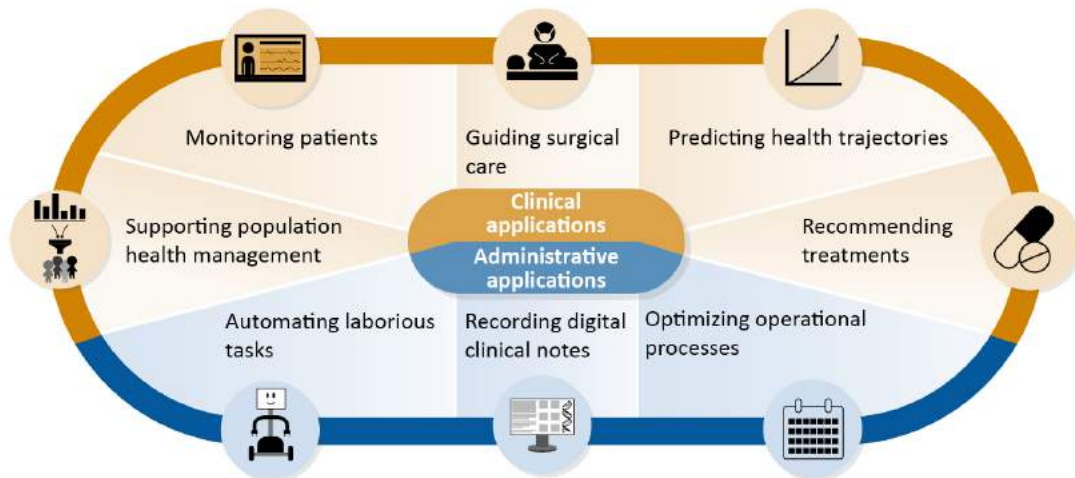 Monitoring patients
Guiding surgical
care
Predicting health trajectories
Supporting population
health management
Clinical
applications
Administrative
applications
Recommending
treatments
Automating laborious
tasks
Recording digital
clinical notes
Optimizing operational
processes